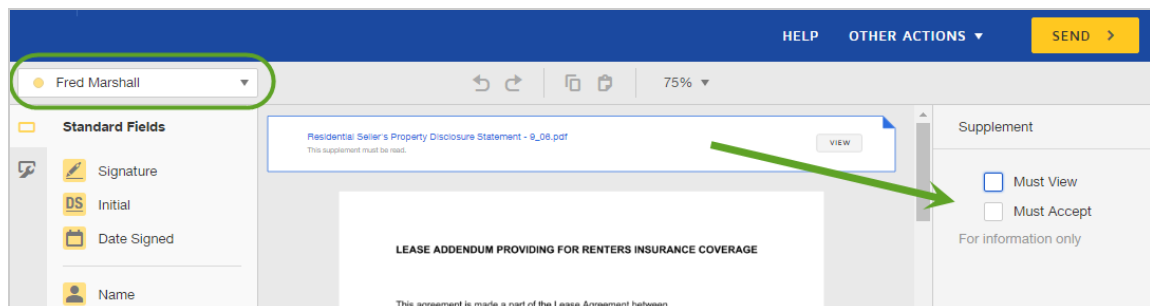 HELP OTHER ACTIONS ▼ SEND >
Fred Marshall ▼ 75% ▼
Standard Fields
Signature
DS Initial
Date Signed
Name
Residential Seller's Property Disclosure Statement - 9_06.pdf
This supplement must be read.
VIEW
LEASE ADDENDUM PROVIDING FOR RENTERS INSURANCE COVERAGE
This agreement is made a part of the Lease Agreement between
Supplement
Must View
Must Accept
For information only